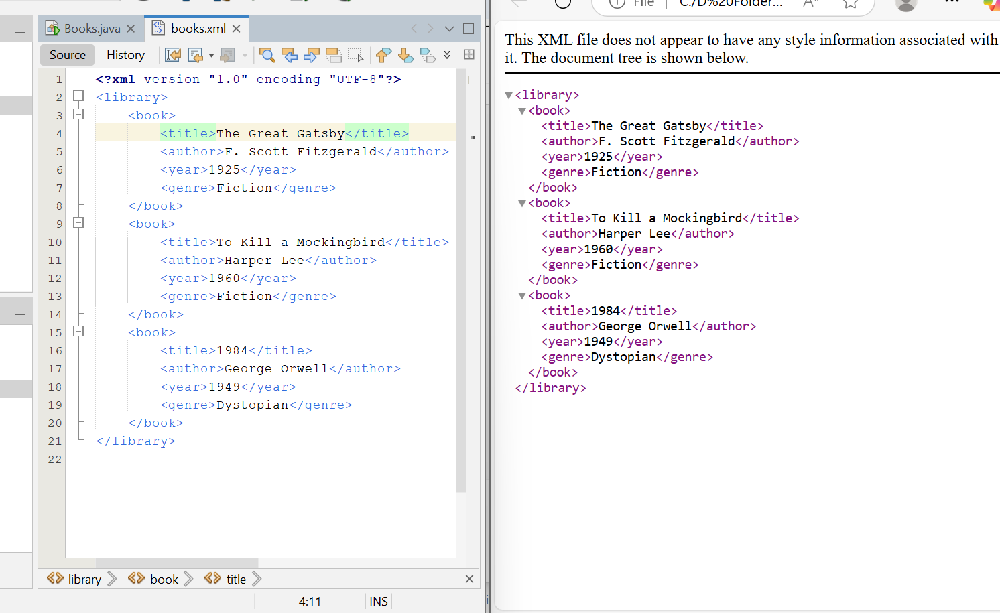 Books.java
books.xml
Source
History
1 <?xml version="1.0" encoding="UTF-8"?>
2 <library>
3 <book>
4 <title>The Great Gatsby</title>
5 <author>F. Scott Fitzgerald</author>
6 <year>1925</year>
7 <genre>Fiction</genre>
8 </book>
9 <book>
10 <title>To Kill a Mockingbird</title>
11 <author>Harper Lee</author>
12 <year>1960</year>
13 <genre>Fiction</genre>
14 </book>
15 <book>
16 <title>1984</title>
17 <author>George Orwell</author>
18 <year>1949</year>
19 <genre>Dystopian</genre>
20 </book>
21 </library>
22
library book title
4:11 INS
File | C:/D%20Folder...
This XML file does not appear to have any style information associated with
it. The document tree is shown below.
<library>
<book>
<title>The Great Gatsby</title>
<author>F. Scott Fitzgerald</author>
<year>1925</year>
<genre>Fiction</genre>
</book>
<book>
<title>To Kill a Mockingbird</title>
<author>Harper Lee</author>
<year>1960</year>
<genre>Fiction</genre>
</book>
<book>
<title>1984</title>
<author>George Orwell</author>
<year>1949</year>
<genre>Dystopian</genre>
</book>
</library>